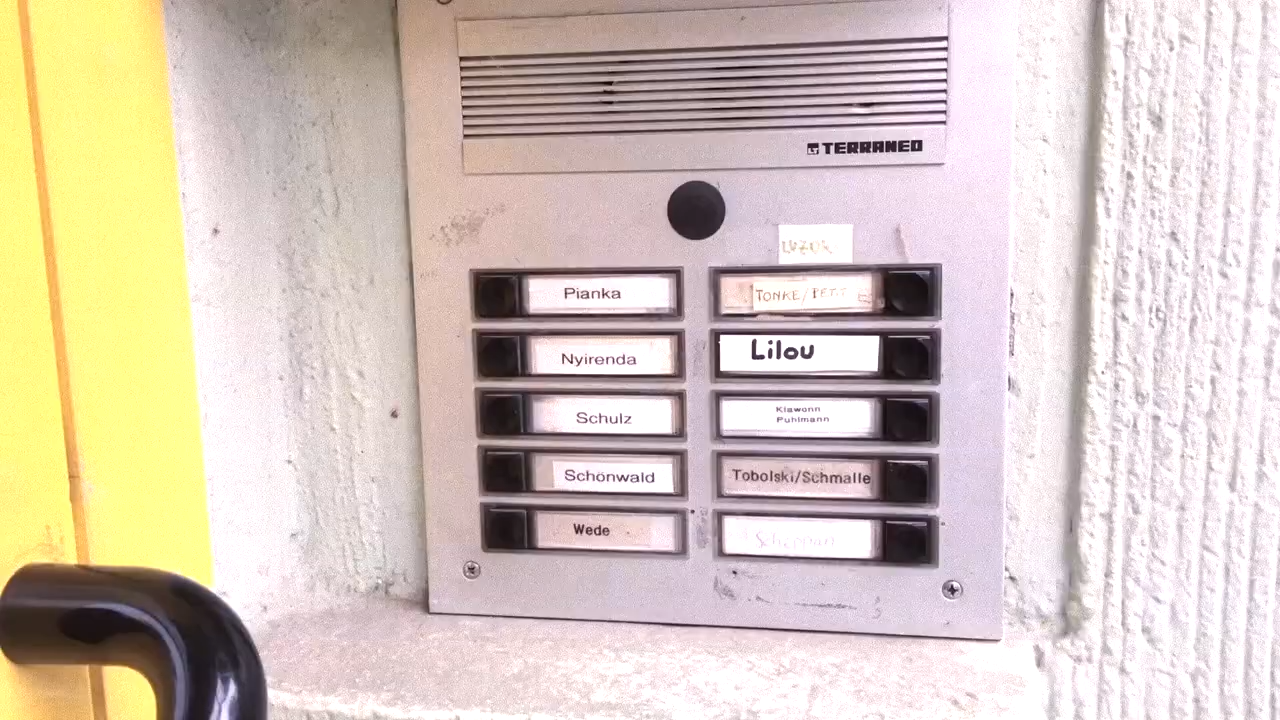 TERRANEO
Pianka
TONKE/
Nyirenda
Lilou
Schulz
Klawonn
Puhlmann
Schönwald
Tobolski/Schmalle
Wede